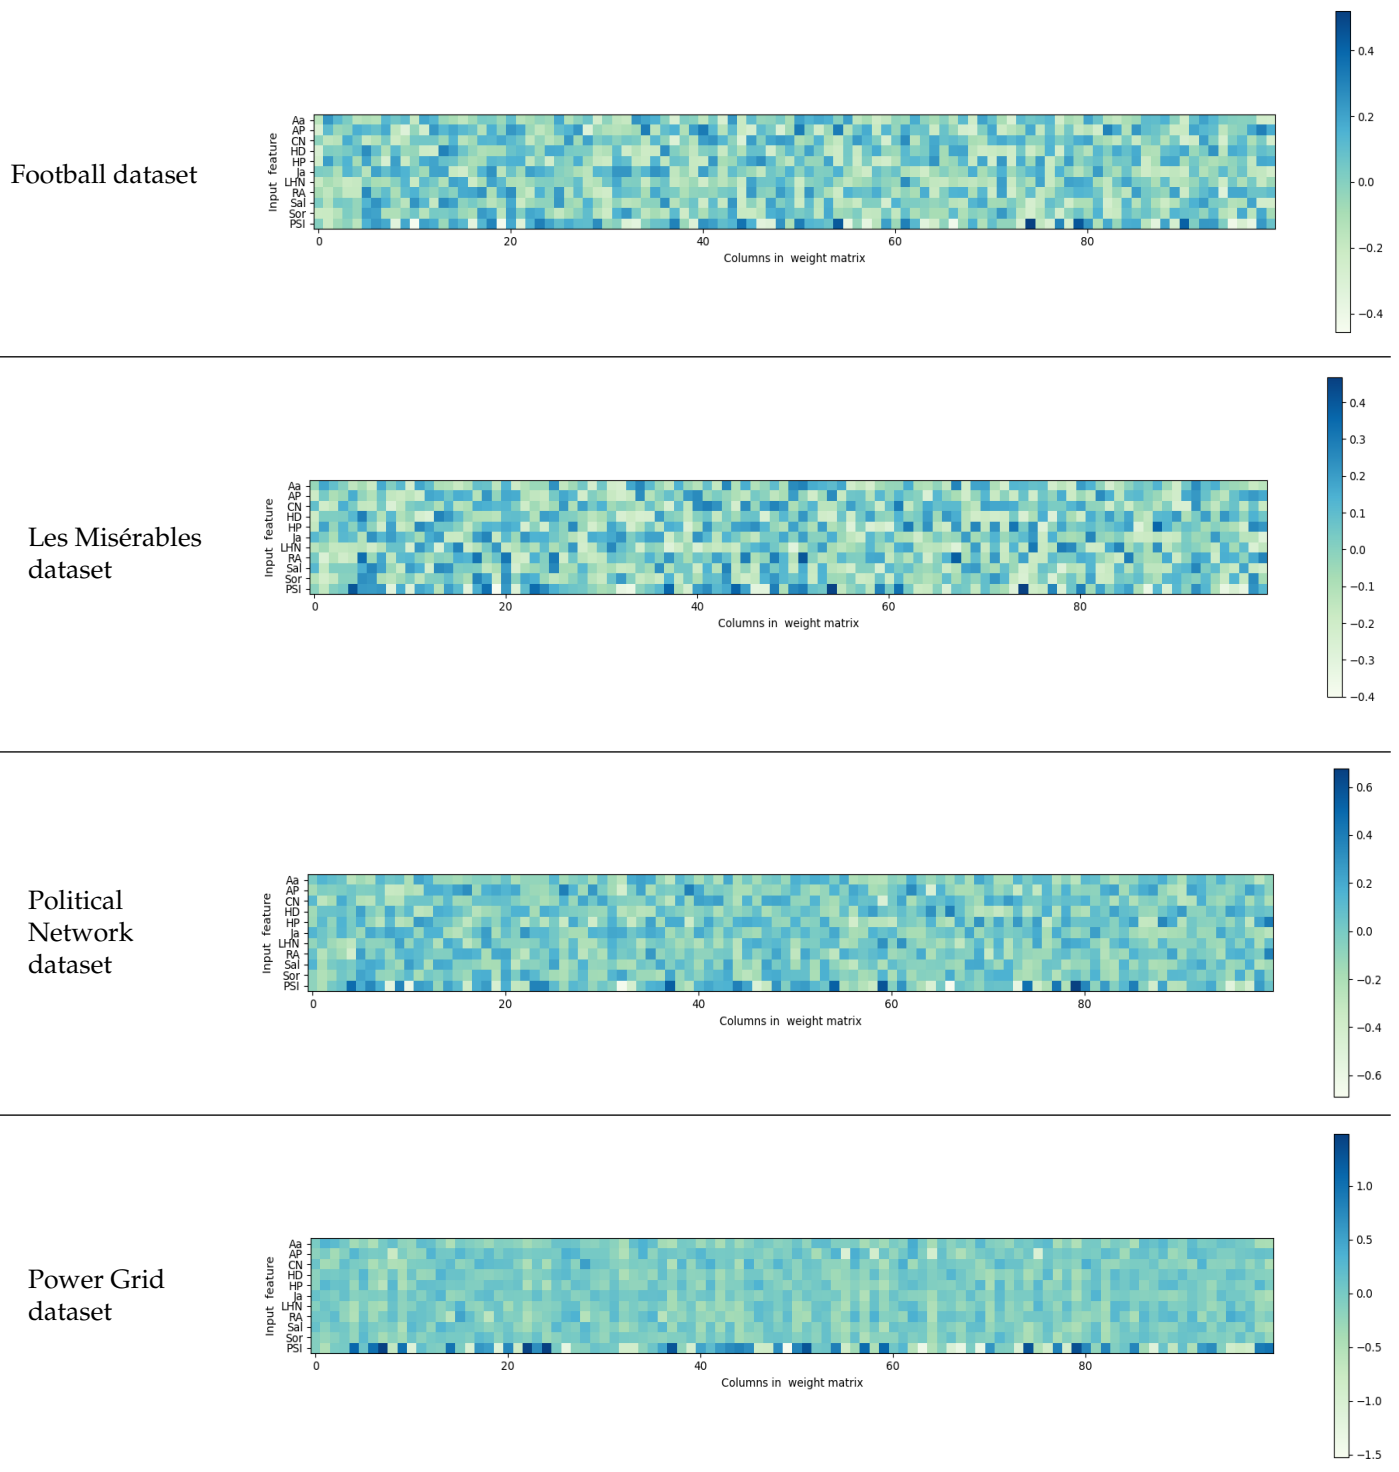 Football dataset
Input feature
Aa
AP
CN
HD
HP
Ja
LHN
RA
Sal
Sor
PSI
0 20 40 60 80
Columns in weight matrix
0.4
0.2
0.0
−0.2
−0.4
Les Misérables
dataset
Input feature
Aa
AP
CN
HD
HP
Ja
LHN
RA
Sal
Sor
PSI
0 20 40 60 80
Columns in weight matrix
0.4
0.3
0.2
0.1
0.0
−0.1
−0.2
−0.3
−0.4
Political
Network
dataset
Input feature
Aa
AP
CN
HD
HP
Ja
LHN
RA
Sal
Sor
PSI
0 20 40 60 80
Columns in weight matrix
0.6
0.4
0.2
0.0
−0.2
−0.4
−0.6
Power Grid
dataset
Input feature
Aa
AP
CN
HD
HP
Ja
LHN
RA
Sal
Sor
PSI
0 20 40 60 80
Columns in weight matrix
1.0
0.5
0.0
−0.5
−1.0
−1.5